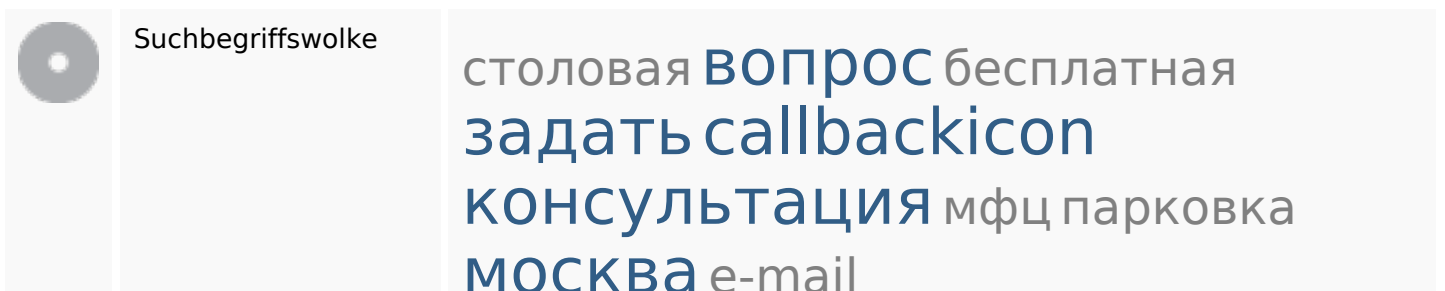 Suchbegriffswolke
столовая вопрос бесплатная
задать callbackicon
консультация мфц парковка
москва e-mail